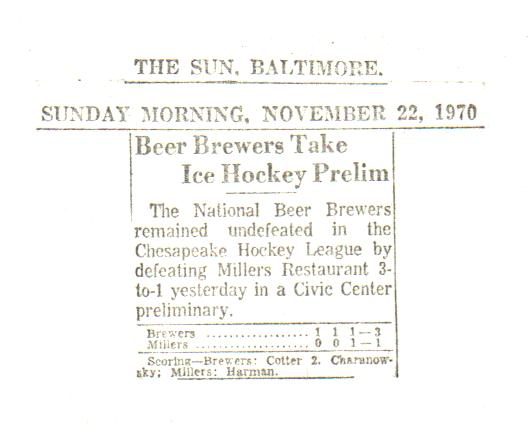 THE SUN, BALTIMORE.
SUNDAY MORNING, NOVEMBER 22, 1970
Beer Brewers Take
Ice Hockey Prelim
The National Beer Brewers
remained undefeated in the
Chesapeake Hockey League by
defeating Millers Restaurant 3-
to-1 yesterday in a Civic Center
preliminary.
Brewers .................. 1 1 1—3
Millers .................... 0 0 1—1
Scoring—Brewers: Cotter 2. Charanow-
sky; Millers: Harman.